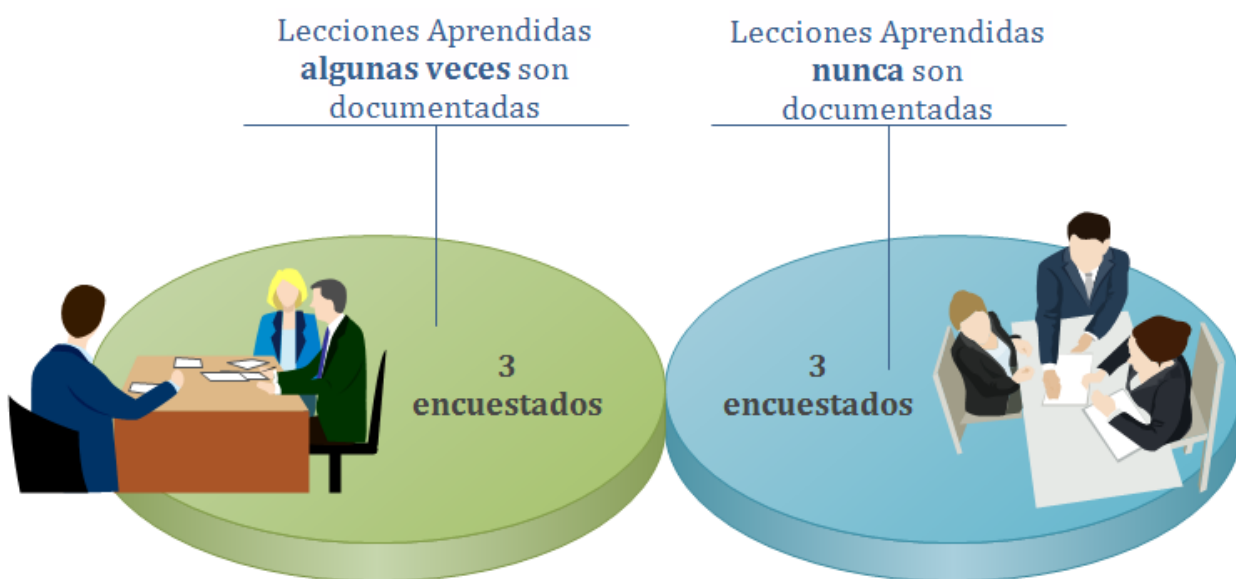 Lecciones Aprendidas
algunas veces son
documentadas
Lecciones Aprendidas
nunca son
documentadas
3
encuestados
3
encuestados